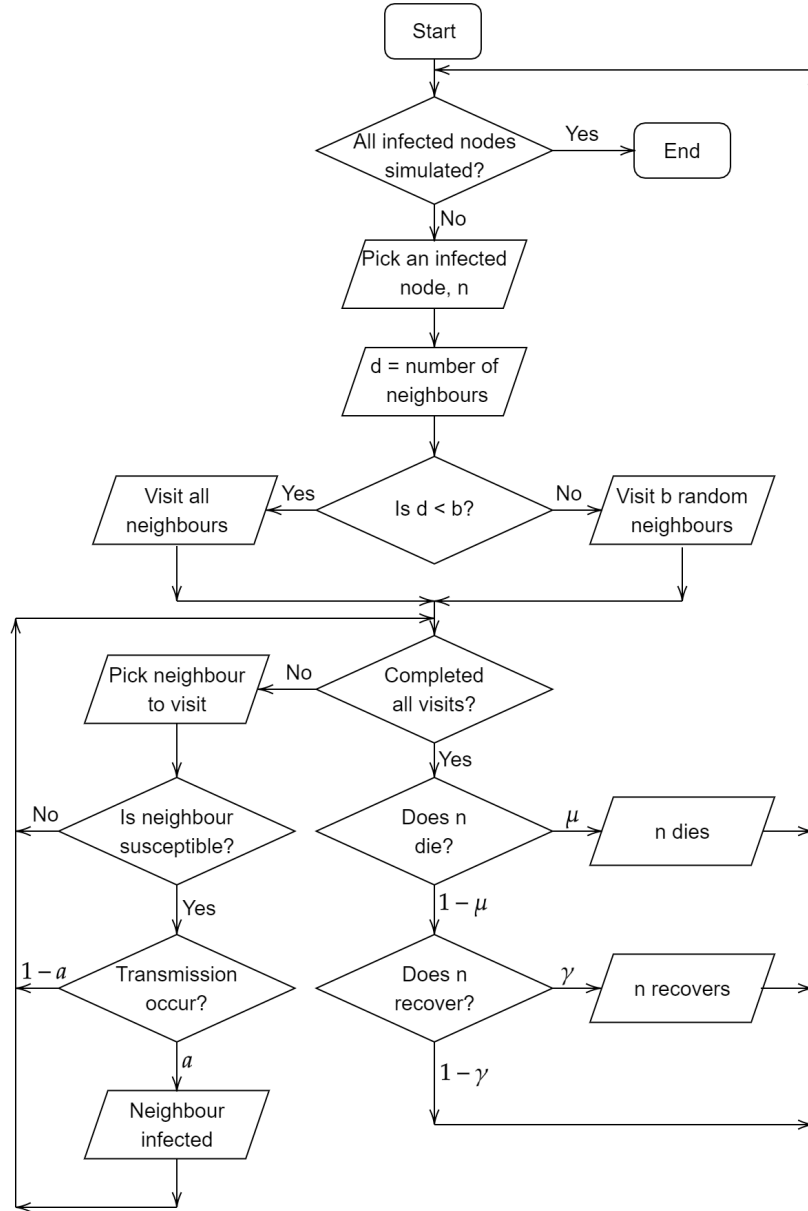 Start
All infected nodes
simulated?
Yes
End
No
Pick an infected
node, n
d = number of
neighbours
Visit all
neighbours
Yes
Is d < b?
No
Visit b random
neighbours
Pick neighbour
to visit
No
Completed
all visits?
Yes
No
Is neighbour
susceptible?
Does n
die?
μ
n dies
Yes
1 − μ
1 − a
Transmission
occur?
Does n
recover?
γ
n recovers
a
1 − γ
Neighbour
infected